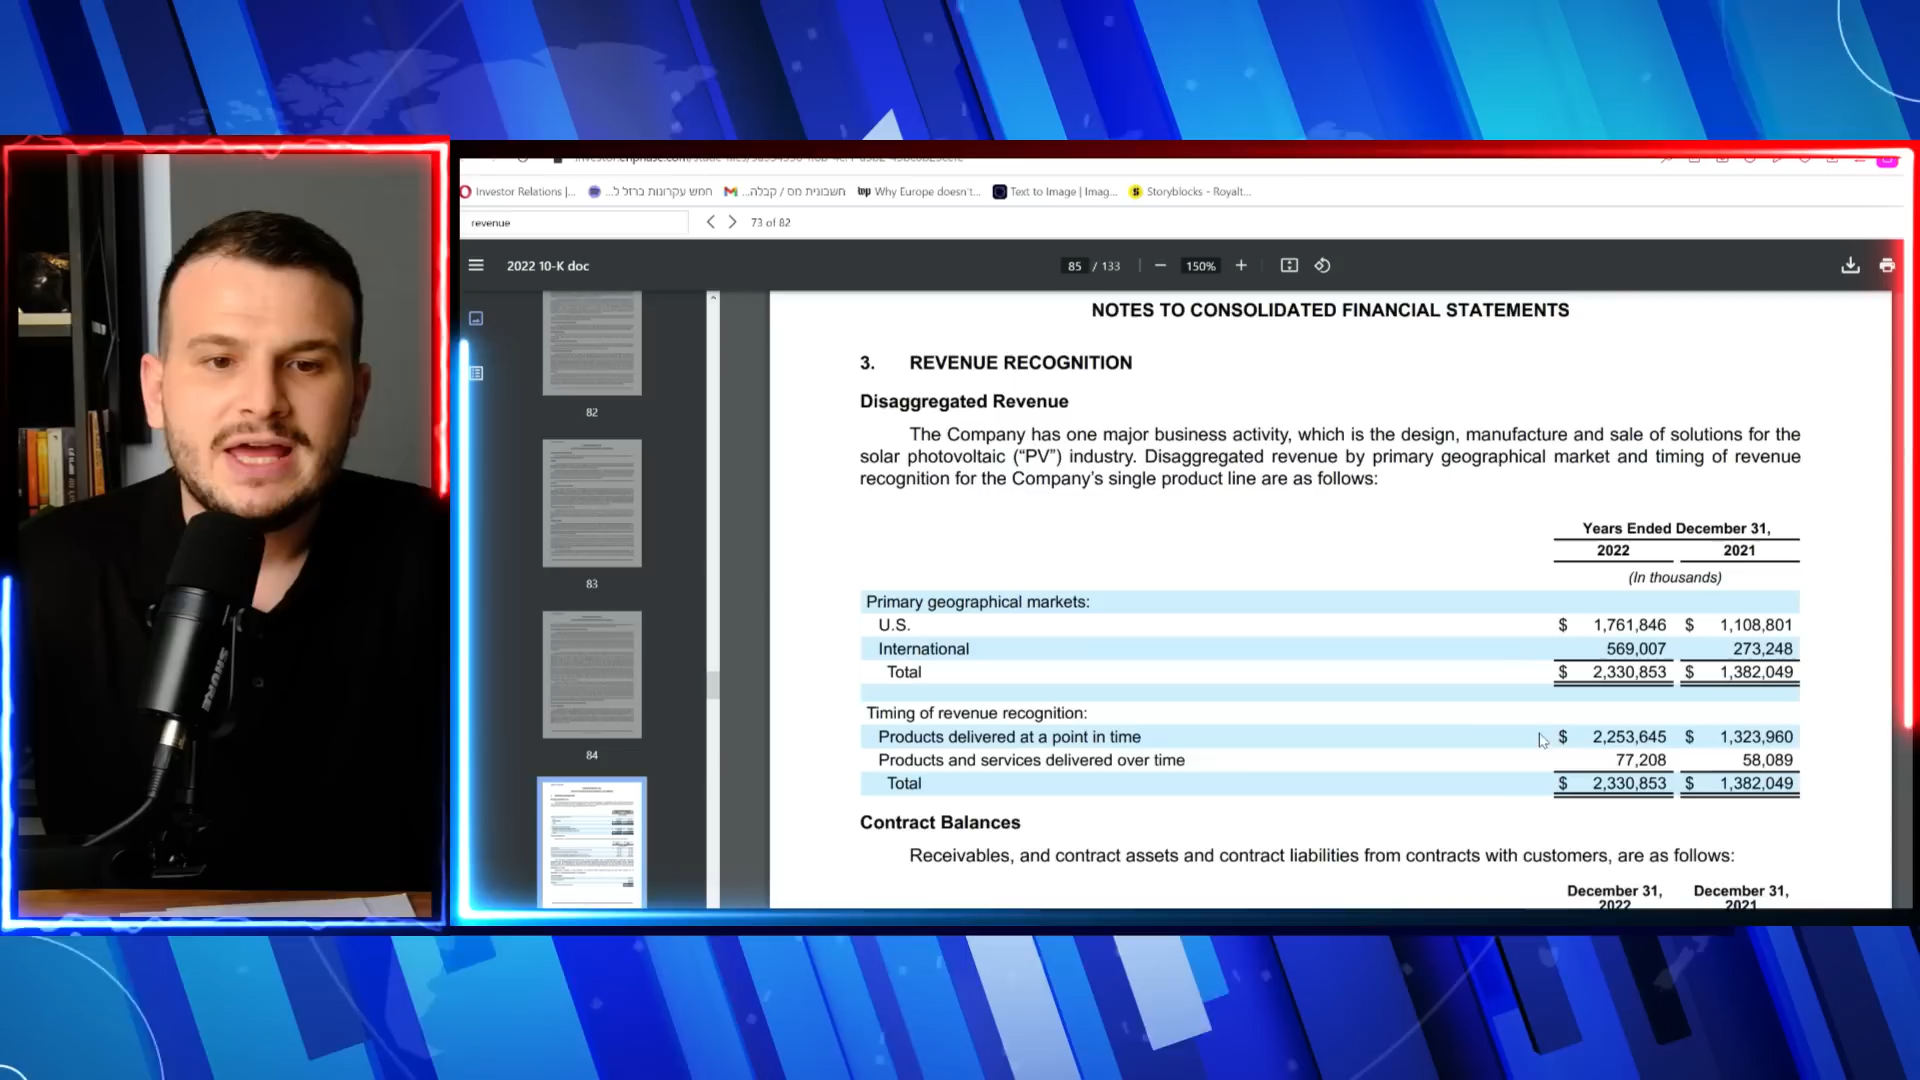 Investor Relations |...
חמש עקרונות ברזל ל...
חשבונית מס / קבלה...
Why Europe doesn't...
Text to Image | Imag...
Storyblocks - Royalt...
revenue
73 of 82
2022 10-K doc
85 / 133
150%
82
83
84
NOTES TO CONSOLIDATED FINANCIAL STATEMENTS
3. REVENUE RECOGNITION
Disaggregated Revenue
The Company has one major business activity, which is the design, manufacture and sale of solutions for the
solar photovoltaic (“PV”) industry. Disaggregated revenue by primary geographical market and timing of revenue
recognition for the Company’s single product line are as follows:
Years Ended December 31,
2022 2021
(In thousands)
Primary geographical markets:
U.S. $ 1,761,846 $ 1,108,801
International 569,007 273,248
Total $ 2,330,853 $ 1,382,049
Timing of revenue recognition:
Products delivered at a point in time $ 2,253,645 $ 1,323,960
Products and services delivered over time 77,208 58,089
Total $ 2,330,853 $ 1,382,049
Contract Balances
Receivables, and contract assets and contract liabilities from contracts with customers, are as follows:
December 31, December 31,
2022 2021
SHURE